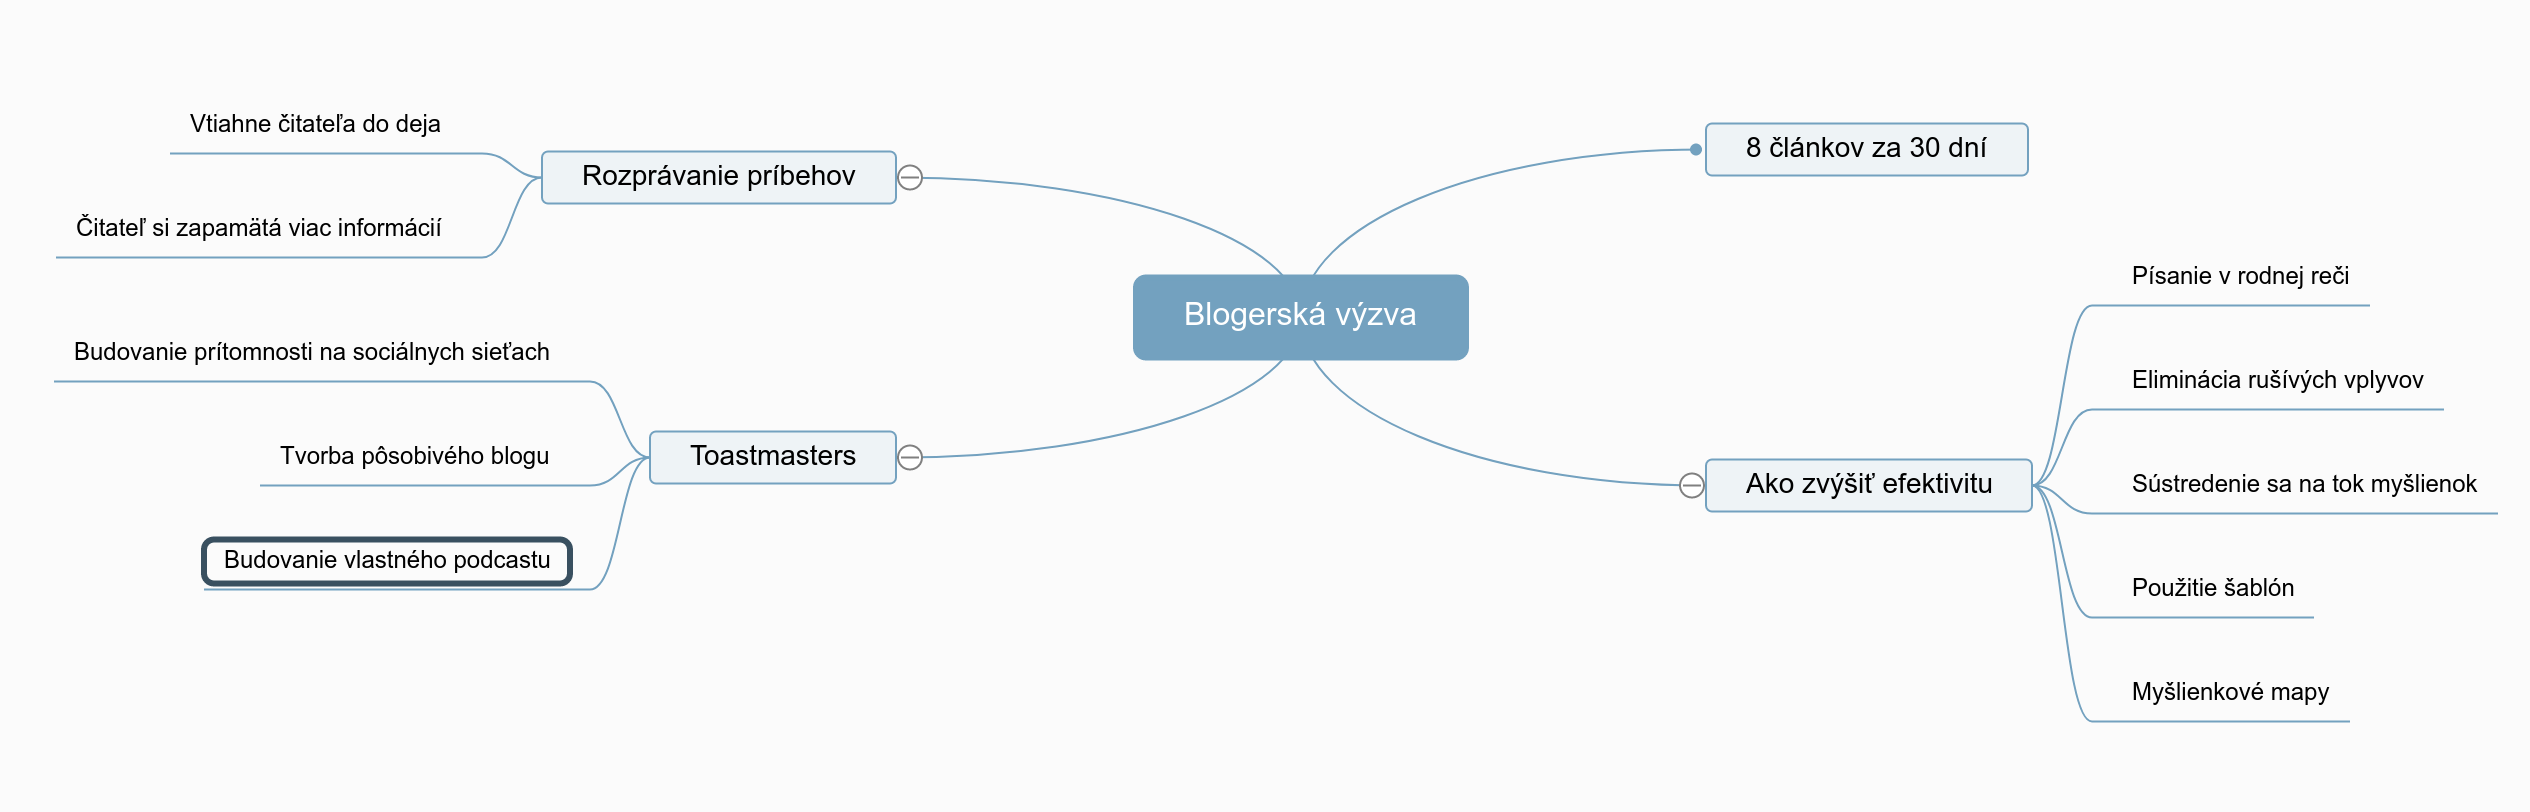 Blogerská výzva
8 článkov za 30 dní
Ako zvýšiť efektivitu
Písanie v rodnej reči
Eliminácia rušívých vplyvov
Sústredenie sa na tok myšlienok
Použitie šablón
Myšlienkové mapy
Rozprávanie príbehov
Vtiahne čitateľa do deja
Čitateľ si zapamätá viac informácií
Toastmasters
Budovanie prítomnosti na sociálnych sieťach
Tvorba pôsobivého blogu
Budovanie vlastného podcastu